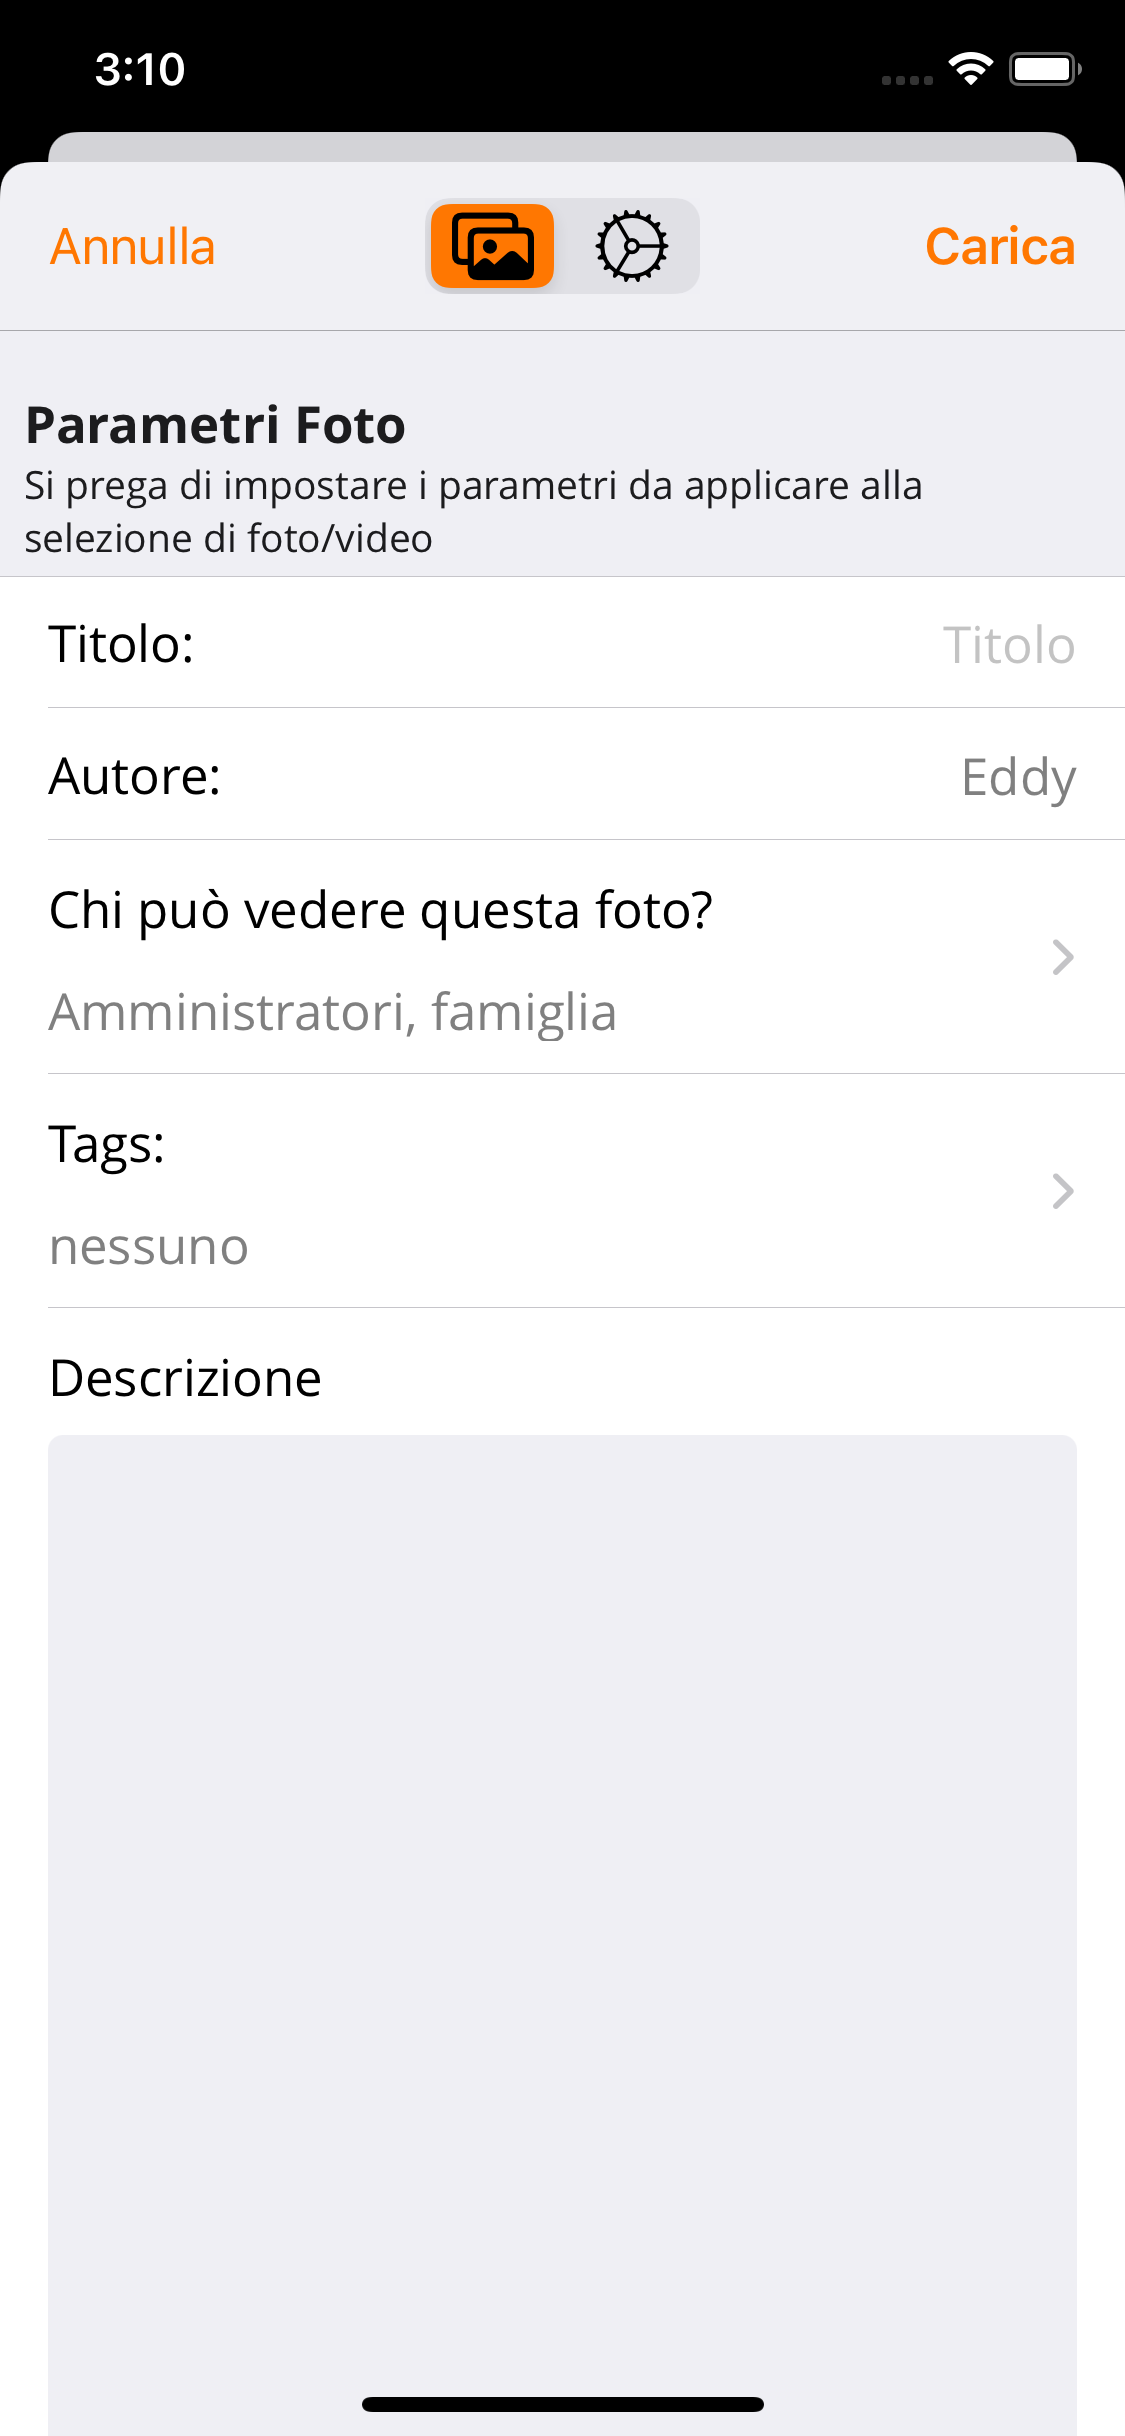 3:10
Annulla
Carica
Parametri Foto
Si prega di impostare i parametri da applicare alla
selezione di foto/video
Titolo:
Titolo
Autore:
Eddy
Chi può vedere questa foto?
Amministratori, famiglia
Tags:
nessuno
Descrizione